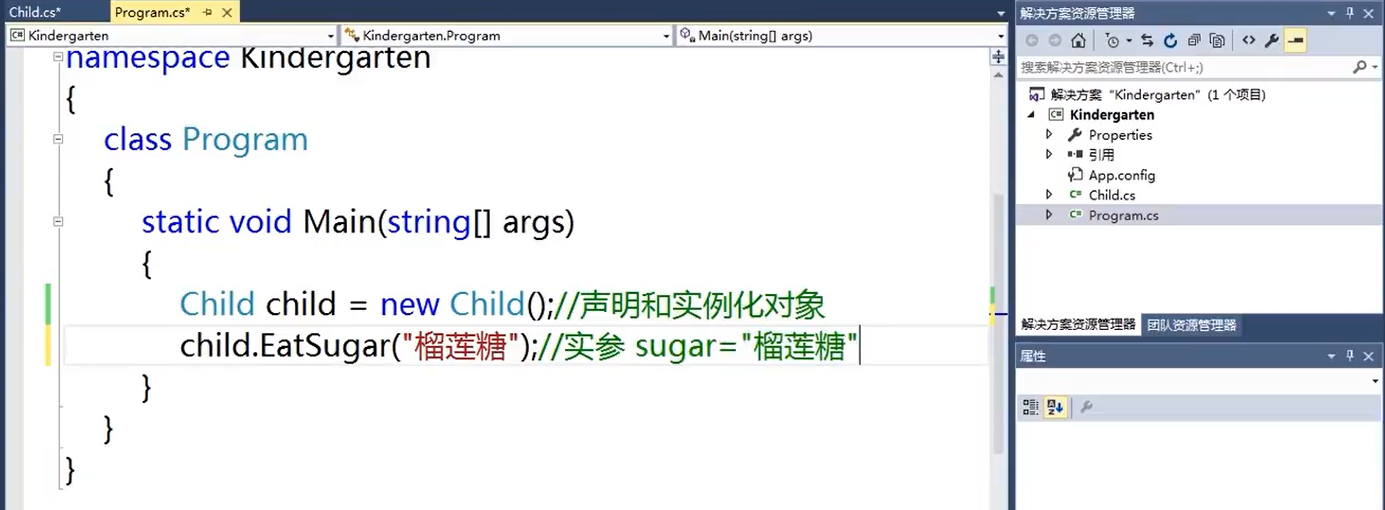 Child.cs*
Program.cs*
Kindergarten
Kindergarten.Program
Main(string[] args)
namespace Kindergarten
{
class Program
{
static void Main(string[] args)
{
Child child = new Child();//声明和实例化对象
child.EatSugar("榴莲糖");//实参 sugar="榴莲糖"
}
}
}
解决方案资源管理器
搜索解决方案资源管理器(Ctrl+;)
解决方案 "Kindergarten" (1 个项目)
Kindergarten
Properties
引用
App.config
Child.cs
Program.cs
解决方案资源管理器 团队资源管理器
属性